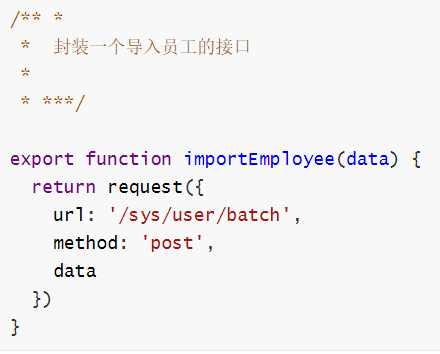 /** *
 *  封装一个导入员工的接口
 *
 * ***/
export function importEmployee(data) {
  return request({
    url: '/sys/user/batch',
    method: 'post',
    data
  })
}